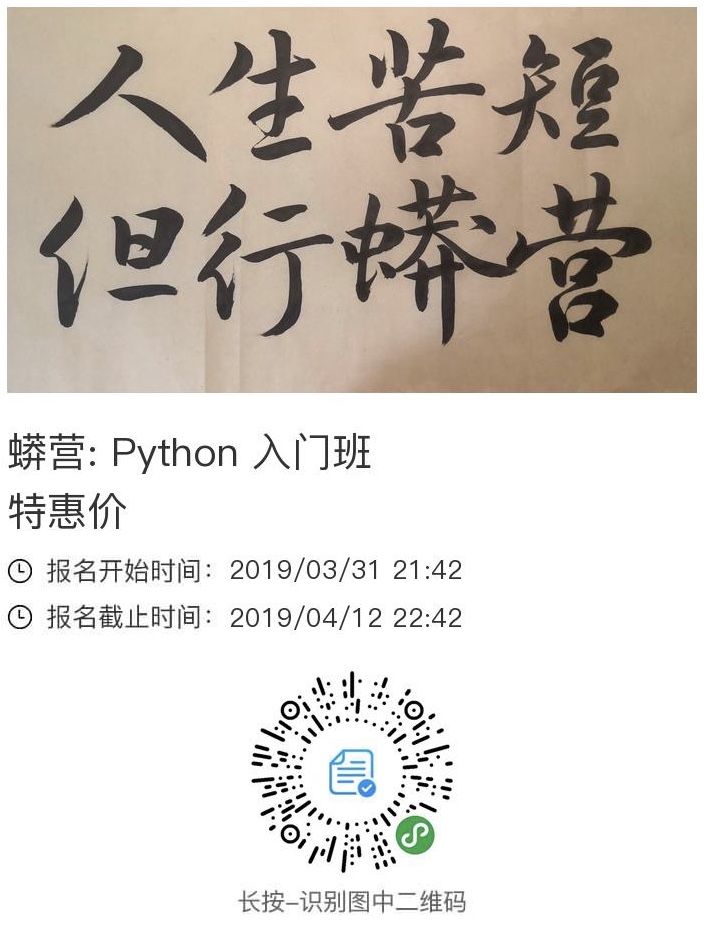 人生苦短
但行蟒营
蟒营: Python 入门班
特惠价
报名开始时间：2019/03/31 21:42
报名截止时间：2019/04/12 22:42
长按–识别图中二维码